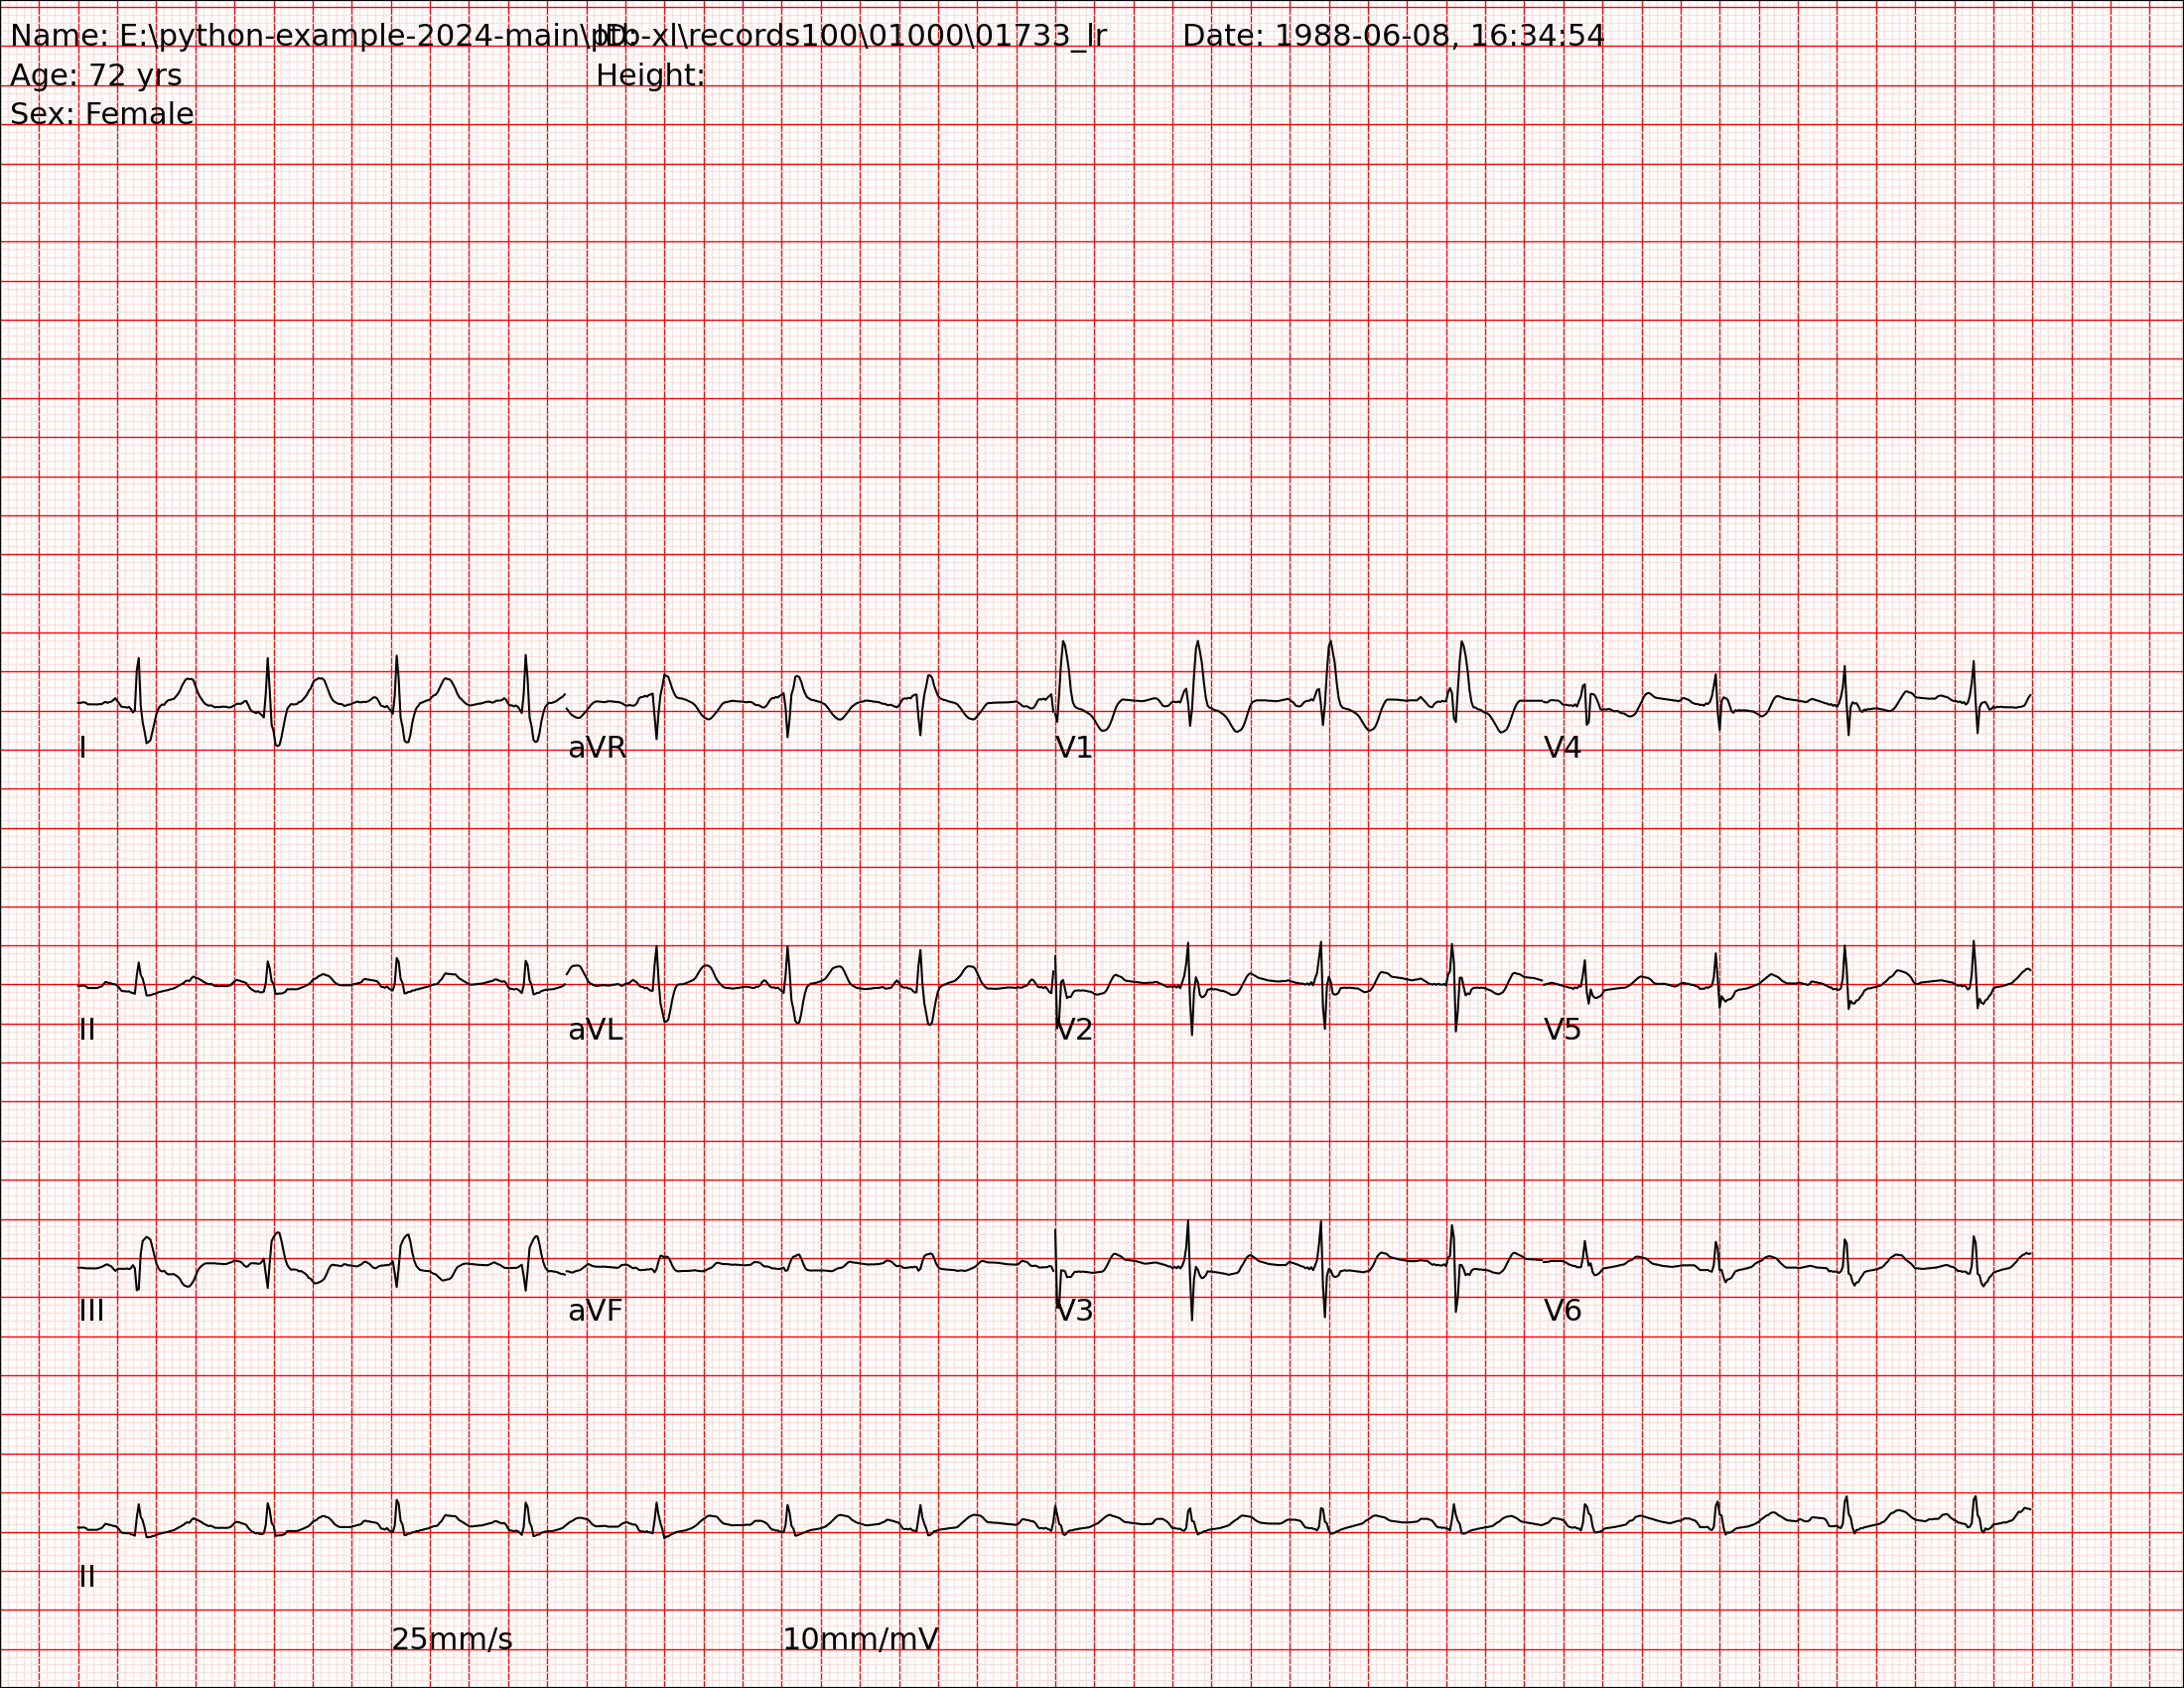 Name: E:\python-example-2024-main\ptb-xl\records100\01000\01733_lr ID: Date: 1988-06-08, 16:34:54
Age: 72 yrs Height:
Sex: Female
I aVR V1 V4
II aVL V2 V5
III aVF V3 V6
II
25mm/s 10mm/mV